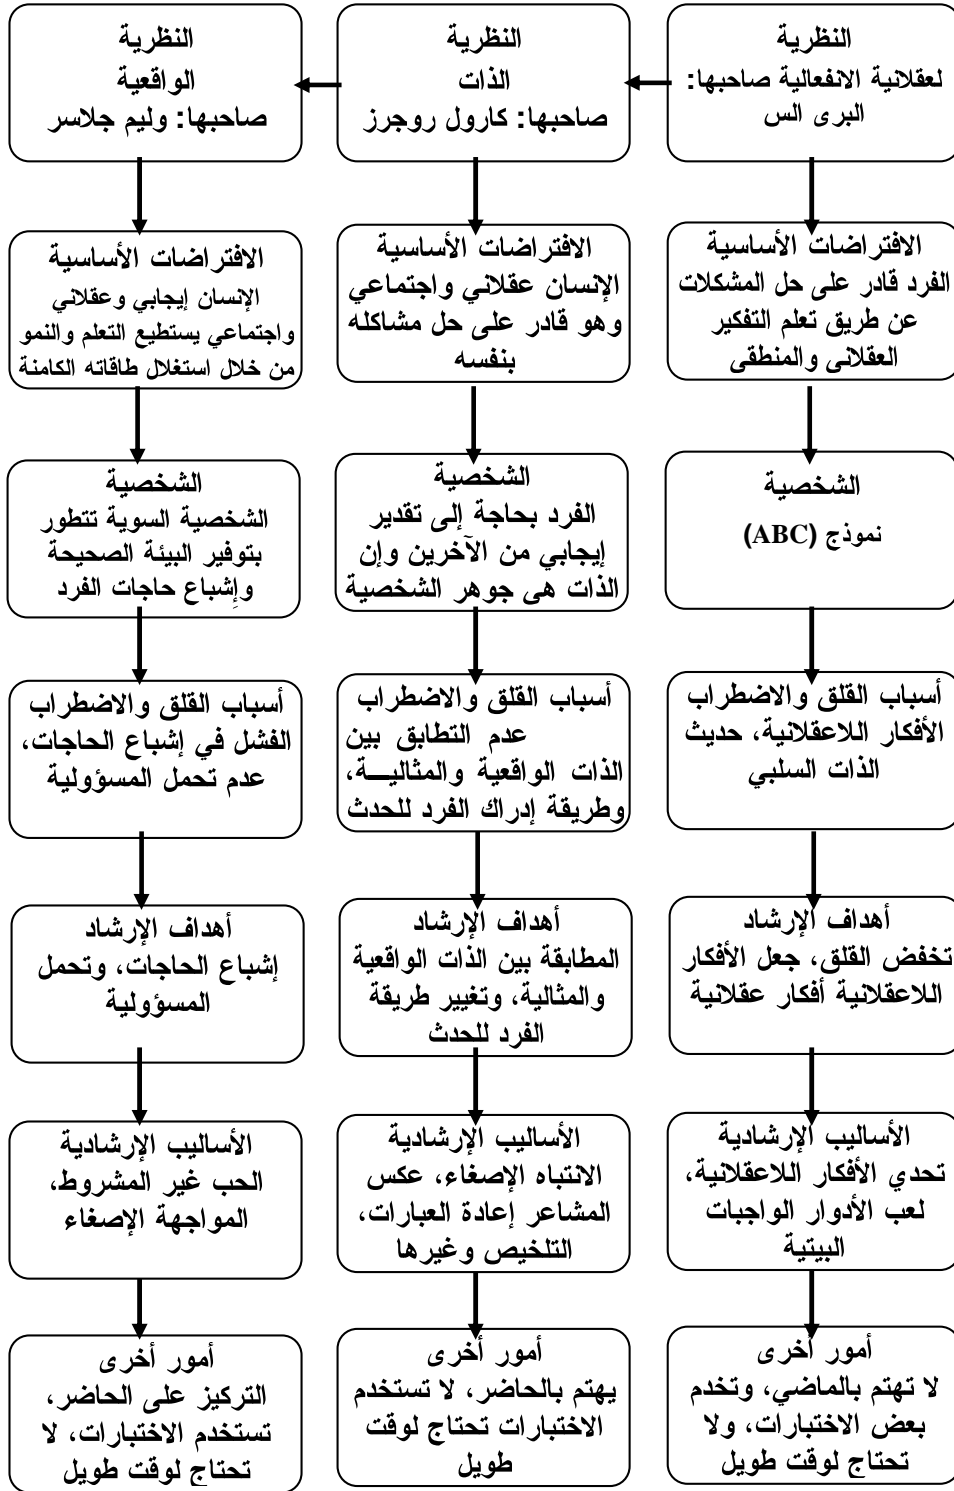 النظرية
لعقلانية الانفعالية صاحبها:
البرى الس
النظرية
الذات
صاحبها: كارول روجرز
النظرية
الواقعية
صاحبها: وليم جلاسر
الافتراضات الأساسية
الفرد قادر على حل المشكلات
عن طريق تعلم التفكير
العقلاني والمنطقي
الافتراضات الأساسية
الإنسان عقلاني واجتماعي
وهو قادر على حل مشاكله
بنفسه
الافتراضات الأساسية
الإنسان إيجابي وعقلاني
واجتماعي يستطيع التعلم والنمو
من خلال استغلال طاقاته الكامنة
الشخصية
نموذج (ABC)
الشخصية
الفرد بحاجة إلى تقدير
إيجابي من الآخرين وإن
الذات هي جوهر الشخصية
الشخصية
الشخصية السوية تتطور
بتوفير البيئة الصحيحة
وإشباع حاجات الفرد
أسباب القلق والاضطراب
الأفكار اللاعقلانية، حديث
الذات السلبي
أسباب القلق والاضطراب
عدم التطابق بين
الذات الواقعية والمثاليـــة،
وطريقة إدراك الفرد للحدث
أسباب القلق والاضطراب
الفشل في إشباع الحاجات،
عدم تحمل المسؤولية
أهداف الإرشاد
تخفض القلق، جعل الأفكار
اللاعقلانية أفكار عقلانية
أهداف الإرشاد
المطابقة بين الذات الواقعية
والمثالية، وتغيير طريقة
الفرد للحدث
أهداف الإرشاد
إشباع الحاجات، وتحمل
المسؤولية
الأساليب الإرشادية
تحدي الأفكار اللاعقلانية،
لعب الأدوار الواجبات
البيتية
الأساليب الإرشادية
الانتباه الإصغاء، عكس
المشاعر إعادة العبارات،
التلخيص وغيرها
الأساليب الإرشادية
الحب غير المشروط،
المواجهة الإصغاء
أمور أخرى
لا تهتم بالماضي، وتخدم
بعض الاختبارات، ولا
تحتاج لوقت طويل
أمور أخرى
يهتم بالحاضر، لا تستخدم
الاختبارات تحتاج لوقت
طويل
أمور أخرى
التركيز على الحاضر،
تستخدم الاختبارات، لا
تحتاج لوقت طويل